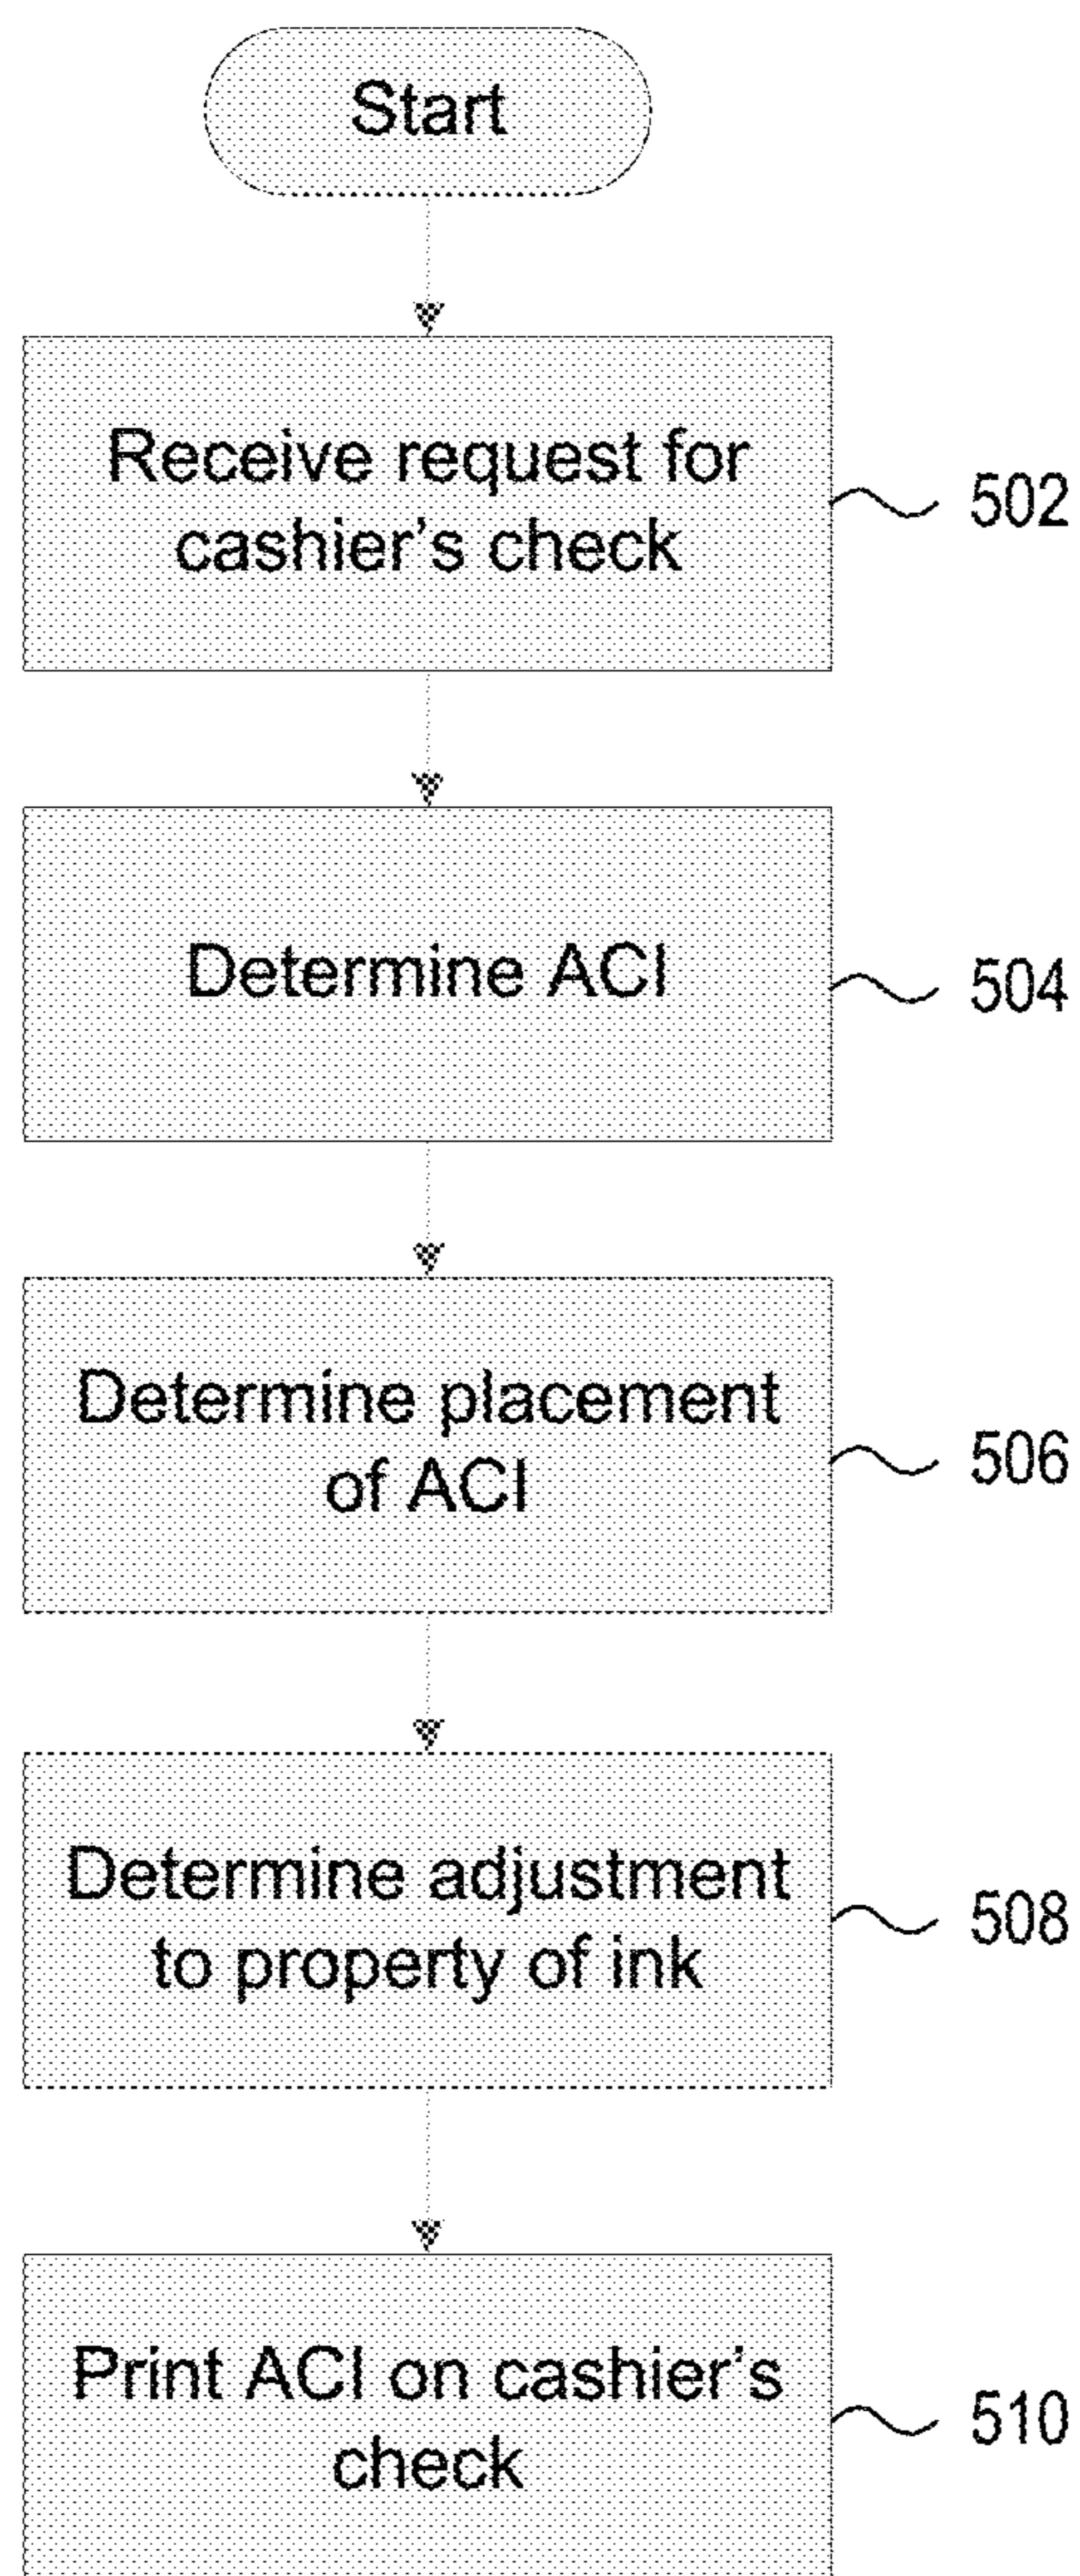 Start
Receive request for
cashier's check
502
Determine ACI
504
Determine placement
of ACI
506
Determine adjustment
to property of ink
508
Print ACI on cashier's
check
510